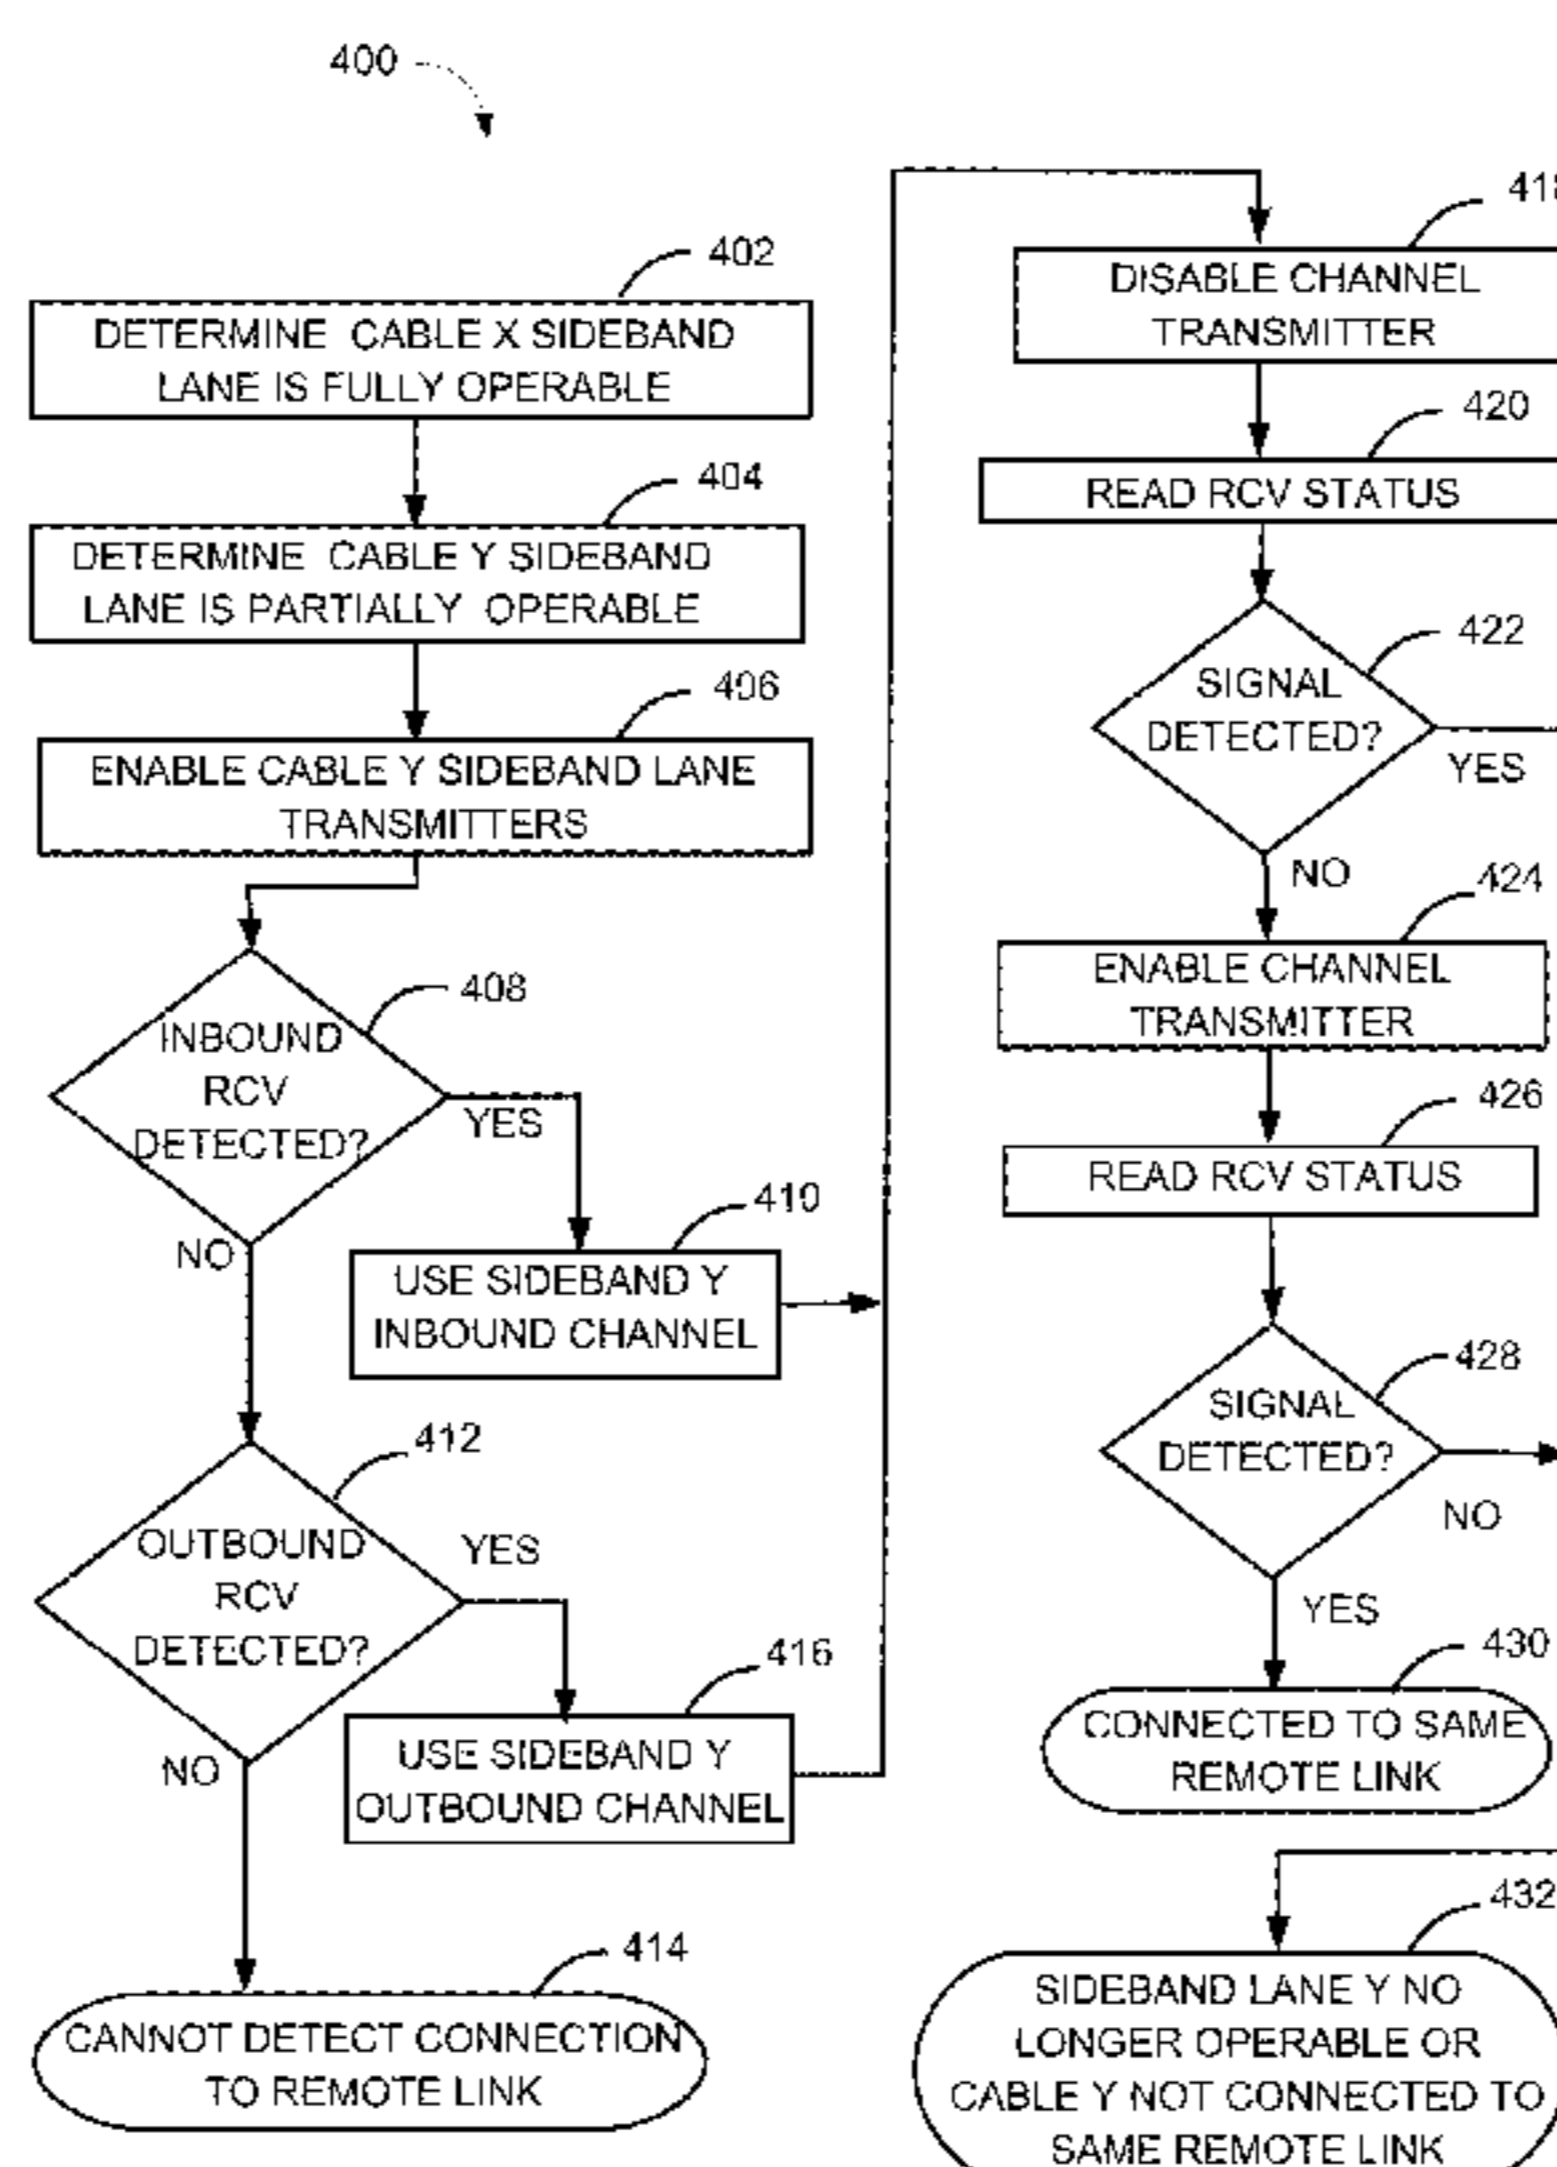 400
402
DETERMINE CABLE X SIDEBAND
LANE IS FULLY OPERABLE
404
DETERMINE CABLE Y SIDEBAND
LANE IS PARTIALLY OPERABLE
406
ENABLE CABLE Y SIDEBAND LANE
TRANSMITTERS
408
INBOUND
RCV
DETECTED?
YES
NO
410
USE SIDEBAND Y
INBOUND CHANNEL
412
OUTBOUND
RCV
DETECTED?
YES
NO
416
USE SIDEBAND Y
OUTBOUND CHANNEL
414
CANNOT DETECT CONNECTION
TO REMOTE LINK
DISABLE CHANNEL
TRANSMITTER
420
READ RCV STATUS
422
SIGNAL
DETECTED?
YES
NO
424
ENABLE CHANNEL
TRANSMITTER
426
READ RCV STATUS
428
SIGNAL
DETECTED?
NO
YES
430
CONNECTED TO SAME
REMOTE LINK
432
SIDEBAND LANE Y NO
LONGER OPERABLE OR
CABLE Y NOT CONNECTED TO
SAME REMOTE LINK